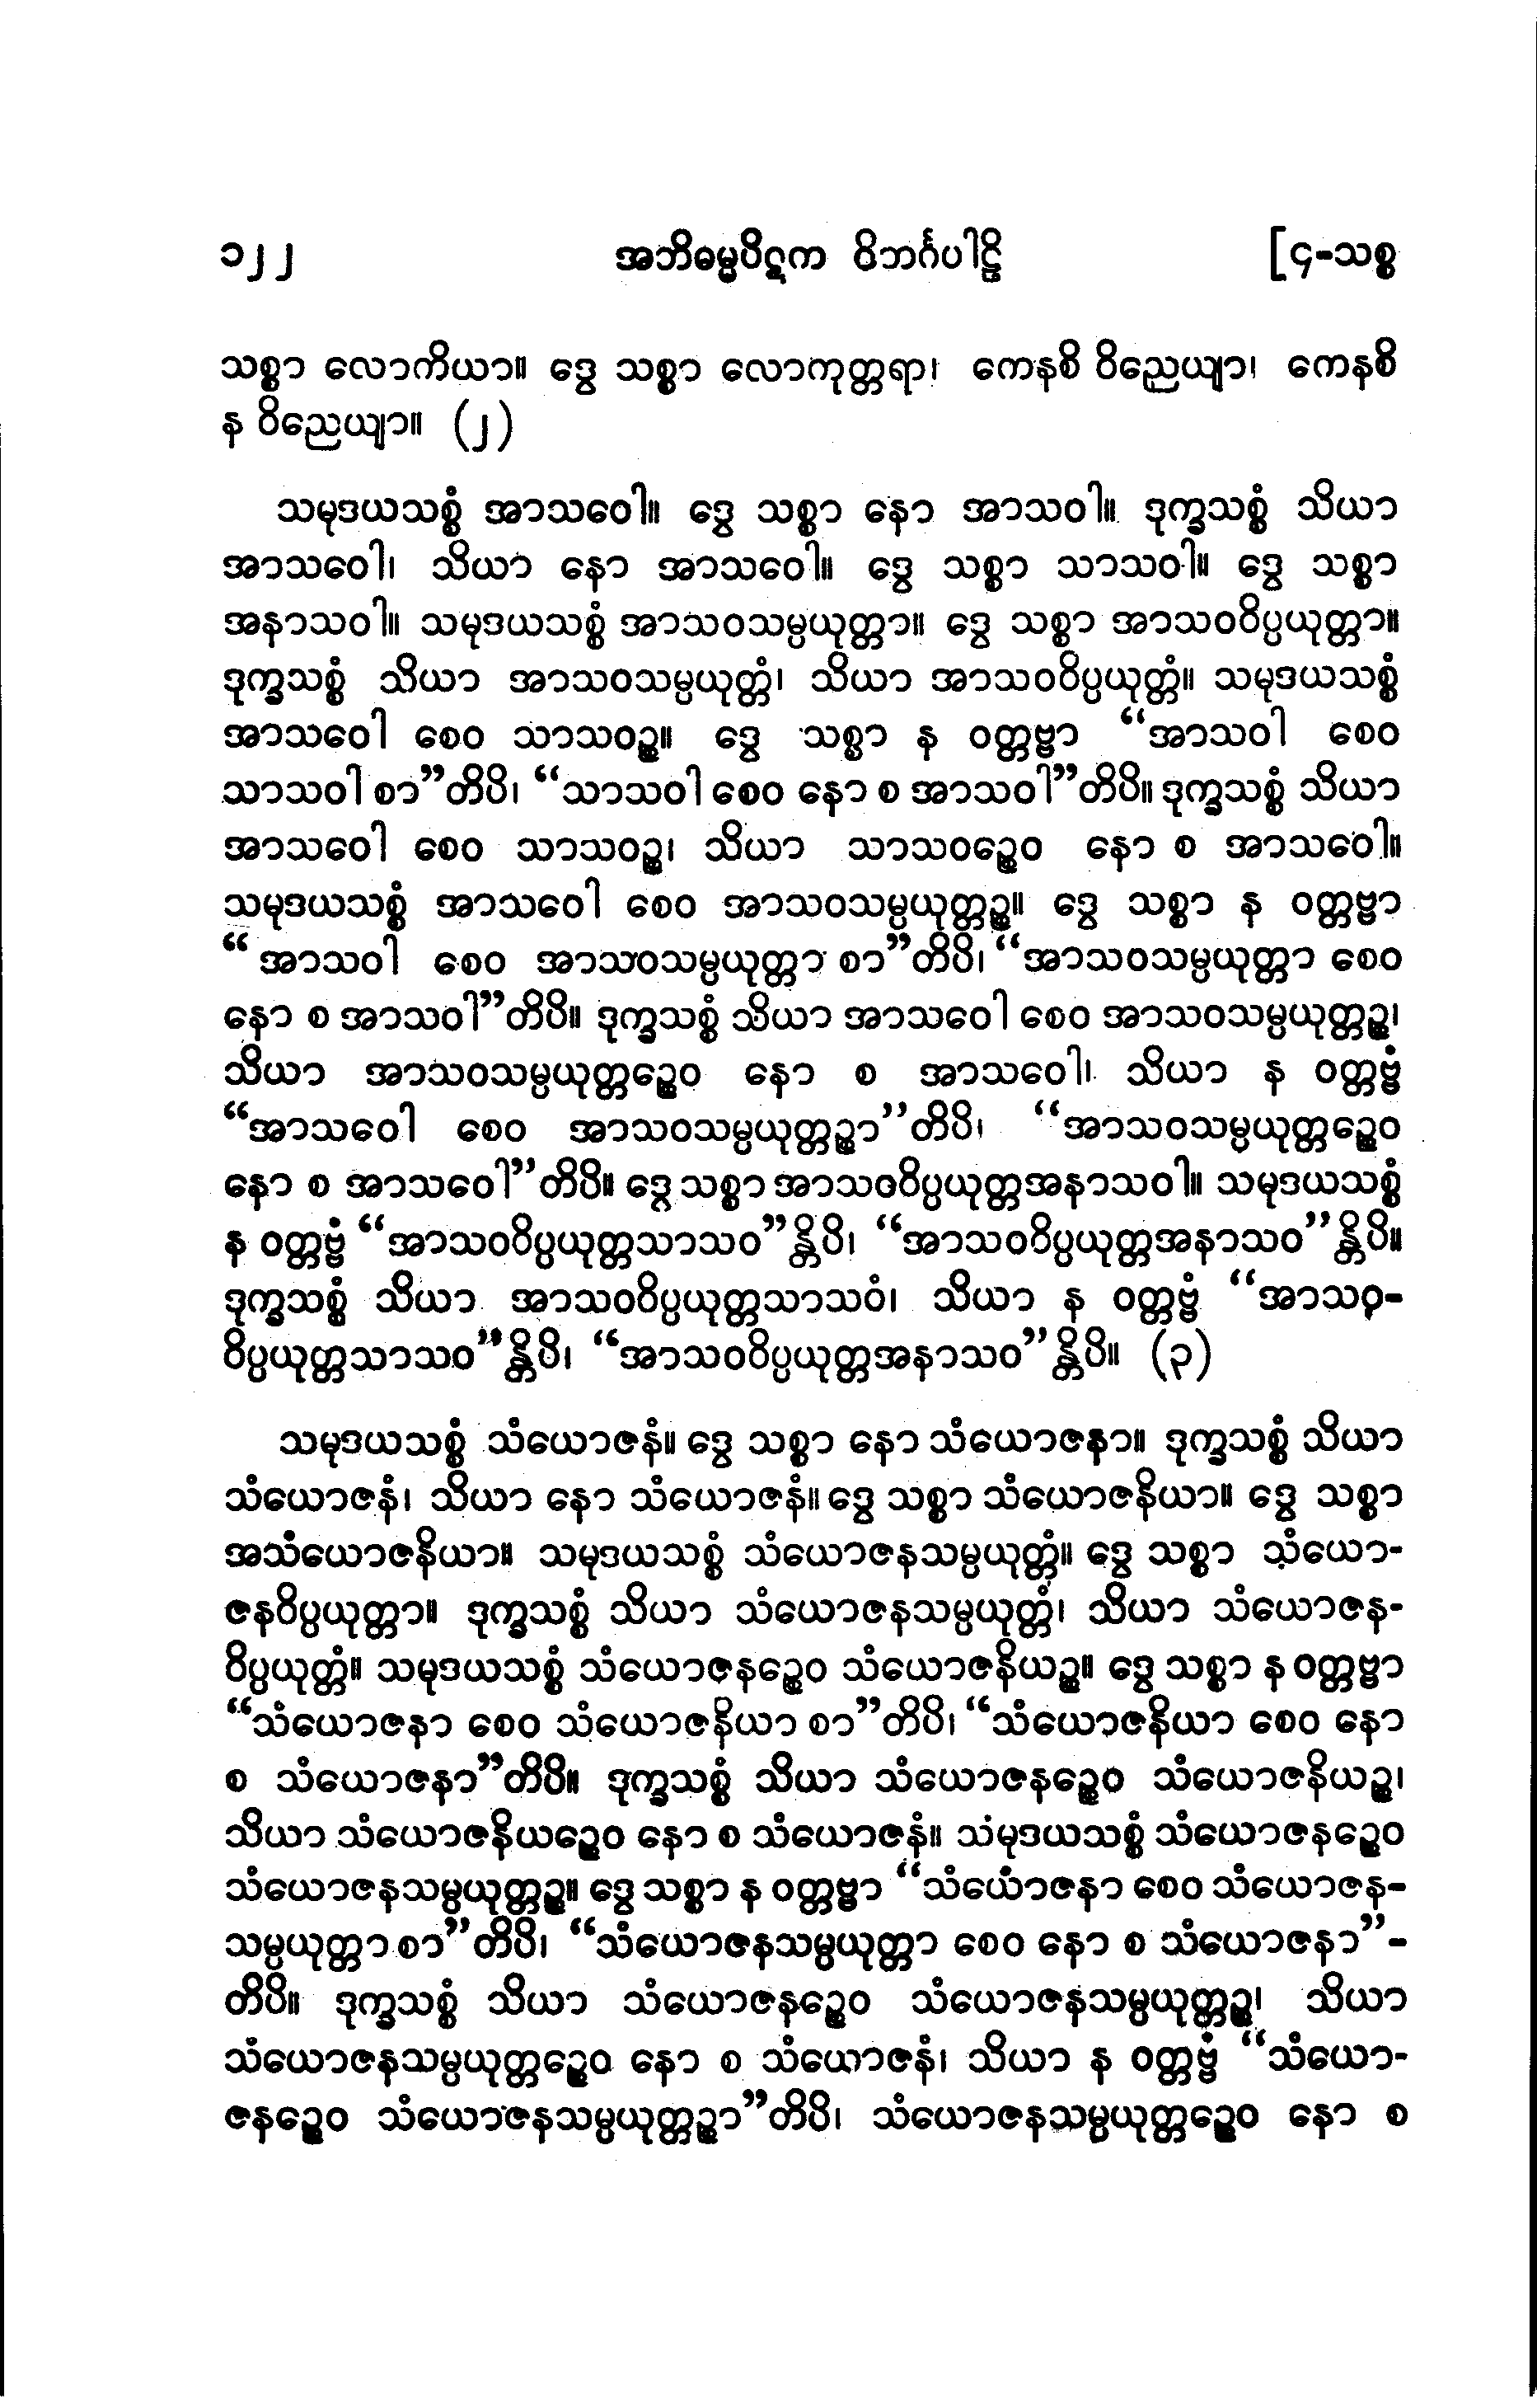 ၁၂၂ အဘိဓမ္မပိဋက ဝိဘင်္ဂပါဠိ [၄-သစ္စ
သစ္စာ လောကိယာ။ ဒွေ သစ္စာ လောကုတ္တရာ၊ ကေနစိ ဝိညေယျာ၊ ကေနစိ
န ဝိညေယျာ။ (၂)
သမုဒယသစ္စံ အာသဝေါ။ ဒွေ သစ္စာ နော အာသဝါ။ ဒုက္ခသစ္စံ သိယာ
အာသဝေါ၊ သိယာ နော အာသဝေါ။ ဒွေ သစ္စာ သာသဝါ။ ဒွေ သစ္စာ
အနာသဝါ။ သမုဒယသစ္စံ အာသဝသမ္ပယုတ္တာ။ ဒွေ သစ္စာ အာသဝဝိပ္ပယုတ္တာ။
ဒုက္ခသစ္စံ သိယာ အာသဝသမ္ပယုတ္တံ၊ သိယာ အာသဝဝိပ္ပယုတ္တံ။ သမုဒယသစ္စံ
အာသဝေါ စေဝ သာသဝဉ္စ။ ဒွေ သစ္စာ န ဝတ္တဗ္ဗာ “အာသဝါ စေဝ
သာသဝါ စာ”တိပိ၊ “သာသဝါ စေဝ နော စ အာသဝါ”တိပိ။ ဒုက္ခသစ္စံ သိယာ
အာသဝေါ စေဝ သာသဝဉ္စ၊ သိယာ သာသဝဉ္စေဝ နော စ အာသဝေါ။
သမုဒယသစ္စံ အာသဝေါ စေဝ အာသဝသမ္ပယုတ္တဉ္စ။ ဒွေ သစ္စာ န ဝတ္တဗ္ဗာ
“အာသဝါ စေဝ အာသဝသမ္ပယုတ္တာ စာ”တိပိ၊ “အာသဝသမ္ပယုတ္တာ စေဝ
နော စ အာသဝါ”တိပိ။ ဒုက္ခသစ္စံ သိယာ အာသဝေါ စေဝ အာသဝသမ္ပယုတ္တဉ္စ၊
သိယာ အာသဝသမ္ပယုတ္တဉ္စေဝ နော စ အာသဝေါ၊ သိယာ န ဝတ္တဗ္ဗံ
“အာသဝေါ စေဝ အာသဝသမ္ပယုတ္တဉ္စာ”တိပိ၊ “အာသဝသမ္ပယုတ္တဉ္စေဝ
နော စ အာသဝေါ”တိပိ။ ဒွေ သစ္စာ အာသဝဝိပ္ပယုတ္တအနာသဝါ။ သမုဒယသစ္စံ
န ဝတ္တဗ္ဗံ “အာသဝဝိပ္ပယုတ္တသာသဝ”န္တိပိ၊ “အာသဝဝိပ္ပယုတ္တအနာသဝ”န္တိပိ။
ဒုက္ခသစ္စံ သိယာ အာသဝဝိပ္ပယုတ္တသာသဝံ၊ သိယာ န ဝတ္တဗ္ဗံ “အာသဝ-
ဝိပ္ပယုတ္တသာသဝ”န္တိပိ၊ “အာသဝဝိပ္ပယုတ္တအနာသဝ”န္တိပိ။ (၃)
သမုဒယသစ္စံ သံယောဇနံ။ ဒွေ သစ္စာ နော သံယောဇနာ။ ဒုက္ခသစ္စံ သိယာ
သံယောဇနံ၊ သိယာ နော သံယောဇနံ။ ဒွေ သစ္စာ သံယောဇနိယာ။ ဒွေ သစ္စာ
အသံယောဇနိယာ။ သမုဒယသစ္စံ သံယောဇနသမ္ပယုတ္တံ။ ဒွေ သစ္စာ သံယော-
ဇနဝိပ္ပယုတ္တာ။ ဒုက္ခသစ္စံ သိယာ သံယောဇနသမ္ပယုတ္တံ၊ သိယာ သံယောဇန-
ဝိပ္ပယုတ္တံ။ သမုဒယသစ္စံ သံယောဇနဉ္စေဝ သံယောဇနိယဉ္စ။ ဒွေ သစ္စာ န ဝတ္တဗ္ဗာ
“သံယောဇနာ စေဝ သံယောဇနိယာ စာ”တိပိ၊ “သံယောဇနိယာ စေဝ နော
စ သံယောဇနာ”တိပိ။ ဒုက္ခသစ္စံ သိယာ သံယောဇနဉ္စေဝ သံယောဇနိယဉ္စ၊
သိယာ သံယောဇနိယဉ္စေဝ နော စ သံယောဇနံ။ သမုဒယသစ္စံ သံယောဇနဉ္စေဝ
သံယောဇနသမ္ပယုတ္တဉ္စ။ ဒွေ သစ္စာ န ဝတ္တဗ္ဗာ “သံယောဇနာ စေဝ သံယောဇန-
သမ္ပယုတ္တာ စာ”တိပိ၊ “သံယောဇနသမ္ပယုတ္တာ စေဝ နော စ သံယောဇနာ”-
တိပိ။ ဒုက္ခသစ္စံ သိယာ သံယောဇနဉ္စေဝ သံယောဇနသမ္ပယုတ္တဉ္စ၊ သိယာ
သံယောဇနသမ္ပယုတ္တဉ္စေဝ နော စ သံယောဇနံ၊ သိယာ န ဝတ္တဗ္ဗံ “သံယော-
ဇနဉ္စေဝ သံယောဇနသမ္ပယုတ္တဉ္စာ”တိပိ၊ သံယောဇနသမ္ပယုတ္တဉ္စေဝ နော စ